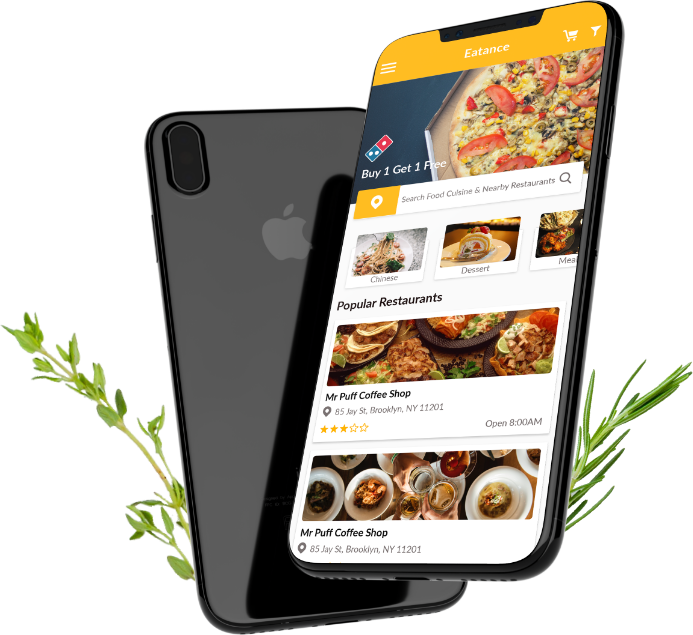 Eatance
Buy 1 Get 1 Free
Search Food Cuisine & Nearby Restaurants
Chinese
Dessert
Popular Restaurants
Mr Puff Coffee Shop
85 Jay St, Brooklyn, NY 11201
Open 8:00AM
Mr Puff Coffee Shop
85 Jay St, Brooklyn, NY 11201